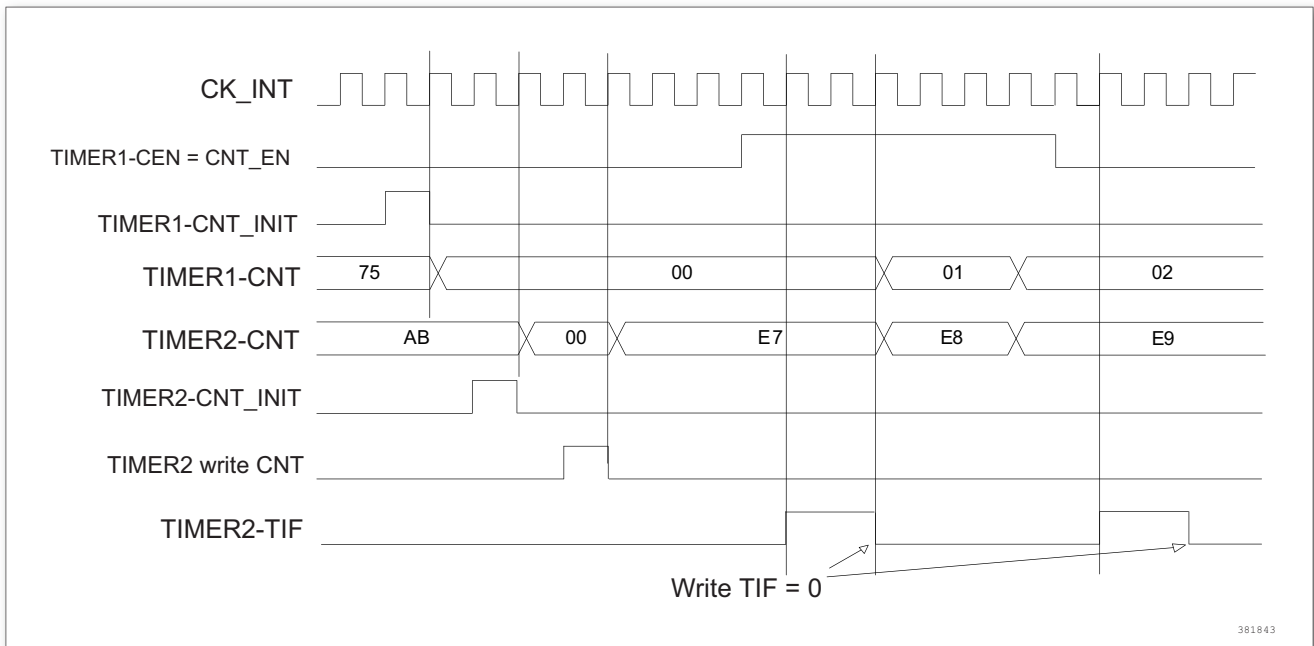 CK_INT
TIMER1-CEN = CNT_EN
TIMER1-CNT_INIT
TIMER1-CNT 75 00 01 02
TIMER2-CNT AB 00 E7 E8 E9
TIMER2-CNT_INIT
TIMER2 write CNT
TIMER2-TIF
Write TIF = 0
381843